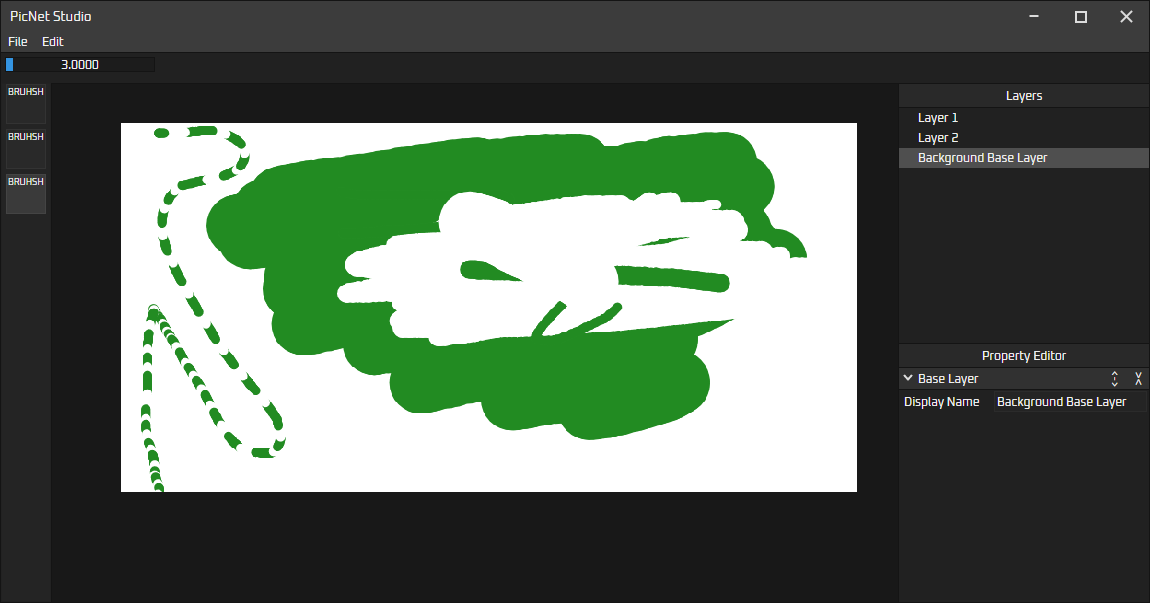 PicNet Studio
File Edit
3.0000
BRUHSH
BRUHSH
BRUHSH
Layers
Layer 1
Layer 2
Background Base Layer
Property Editor
Base Layer
Display Name Background Base Layer